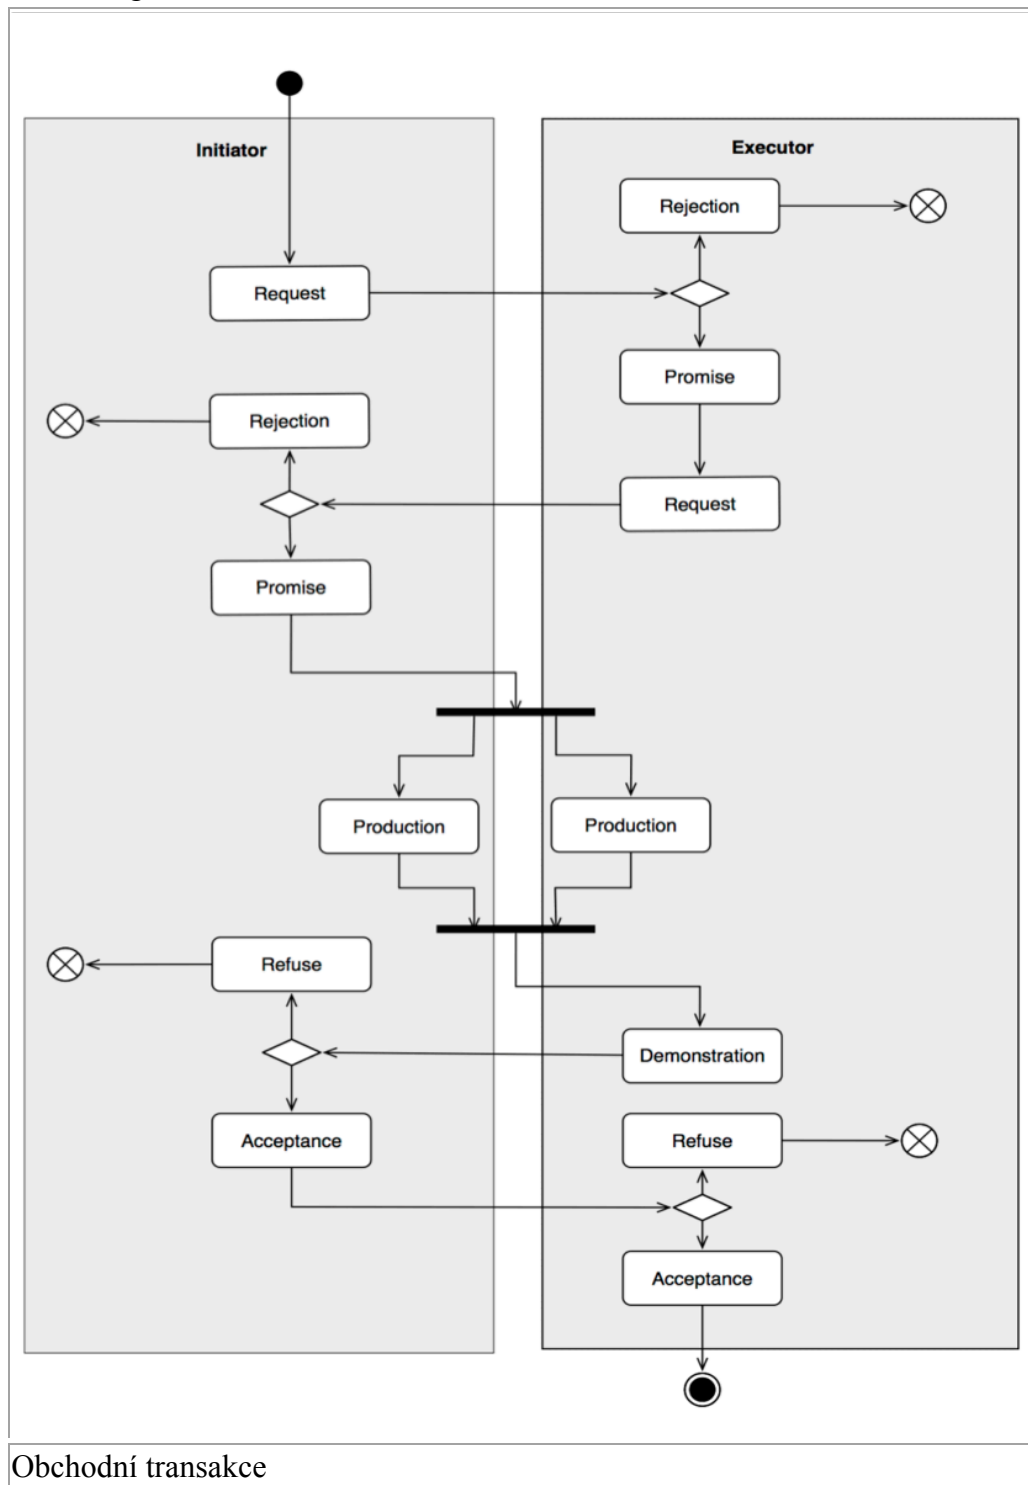 Initiator
Executor
Rejection
Request
Promise
Rejection
Request
Promise
Production
Production
Refuse
Demonstration
Acceptance
Refuse
Acceptance
Obchodní transakce